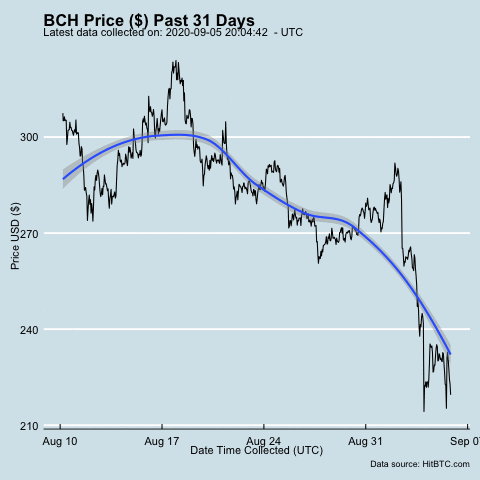 BCH Price ($) Past 31 Days
Latest data collected on: 2020-09-05 20:04:42 - UTC
300
270
240
210
Price USD ($)
Aug 10 Aug 17 Aug 24 Aug 31 Sep 07
Date Time Collected (UTC)
Data source: HitBTC.com